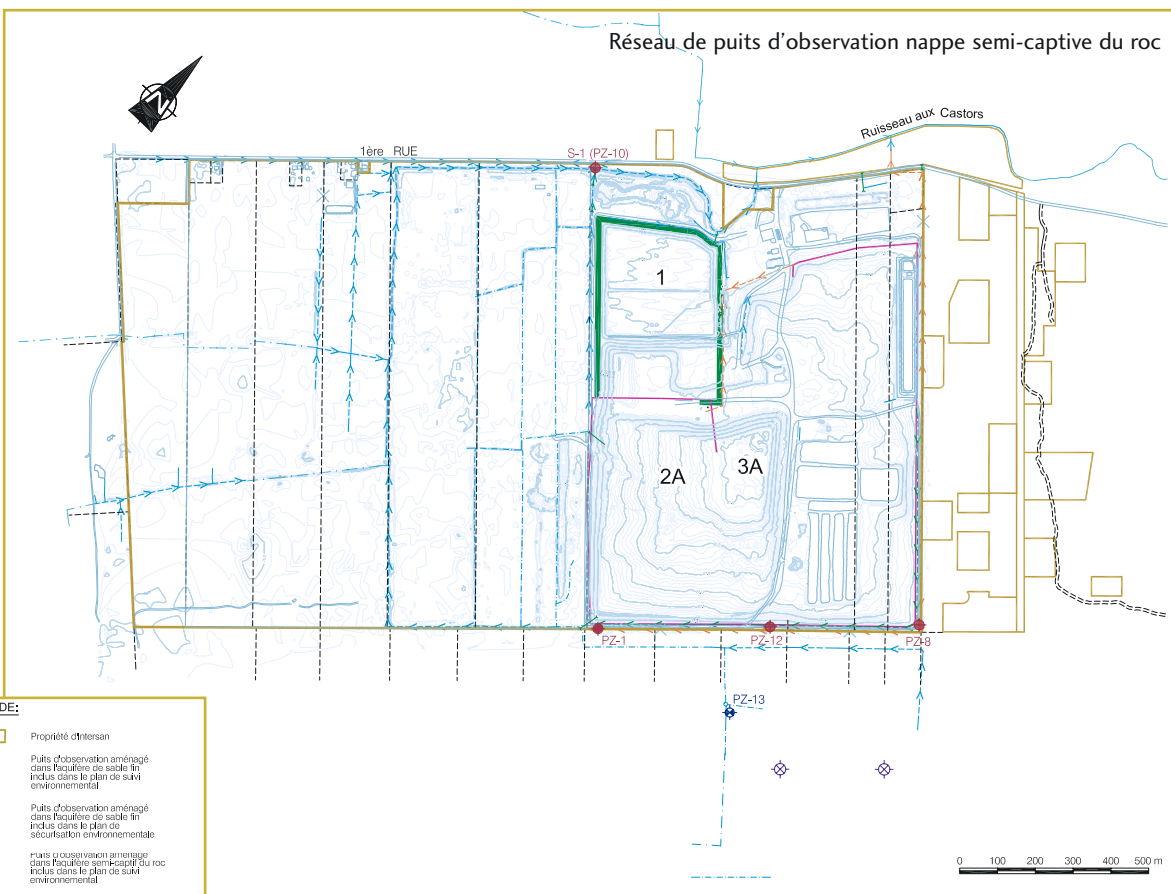 Réseau de puits d'observation nappe semi-captive du roc
N
Ruisseau aux Castors
1ère RUE
S-1 (PZ-10)
1
2A
3A
PZ-1
PZ-12
PZ-8
PZ-13
DE:
Propriété d'Intersan
Puits d'observation aménagé
dans l'aquifère de sable fin
inclus dans le plan de suivi
environnemental
Puits d'observation aménagé
dans l'aquifère de sable fin
inclus dans le plan de
sécurisation environnementale
Puits d'observation aménagé
dans l'aquifère semi-captif du roc
inclus dans le plan de suivi
environnemental
0 100 200 300 400 500 m